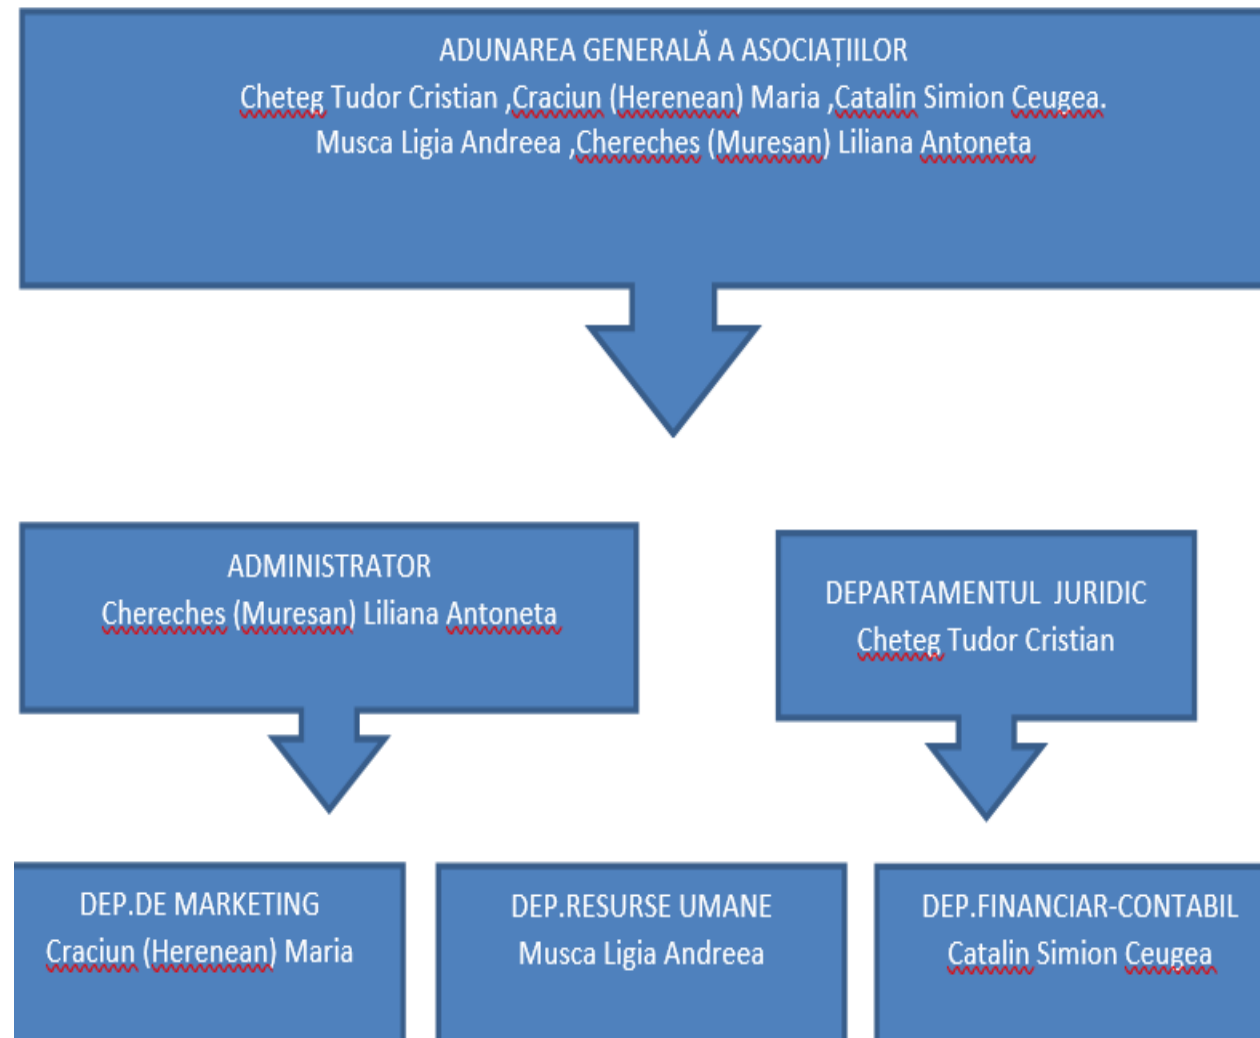 ADUNAREA GENERALĂ A ASOCIAȚIILOR
Cheteg Tudor Cristian ,Craciun (Herenean) Maria ,Catalin Simion Ceugea.
Musca Ligia Andreea ,Chereches (Muresan) Liliana Antoneta
ADMINISTRATOR
Chereches (Muresan) Liliana Antoneta
DEPARTAMENTUL  JURIDIC
Cheteg Tudor Cristian
DEP.DE MARKETING
Craciun (Herenean) Maria
DEP.RESURSE UMANE
Musca Ligia Andreea
DEP.FINANCIAR-CONTABIL
Catalin Simion Ceugea